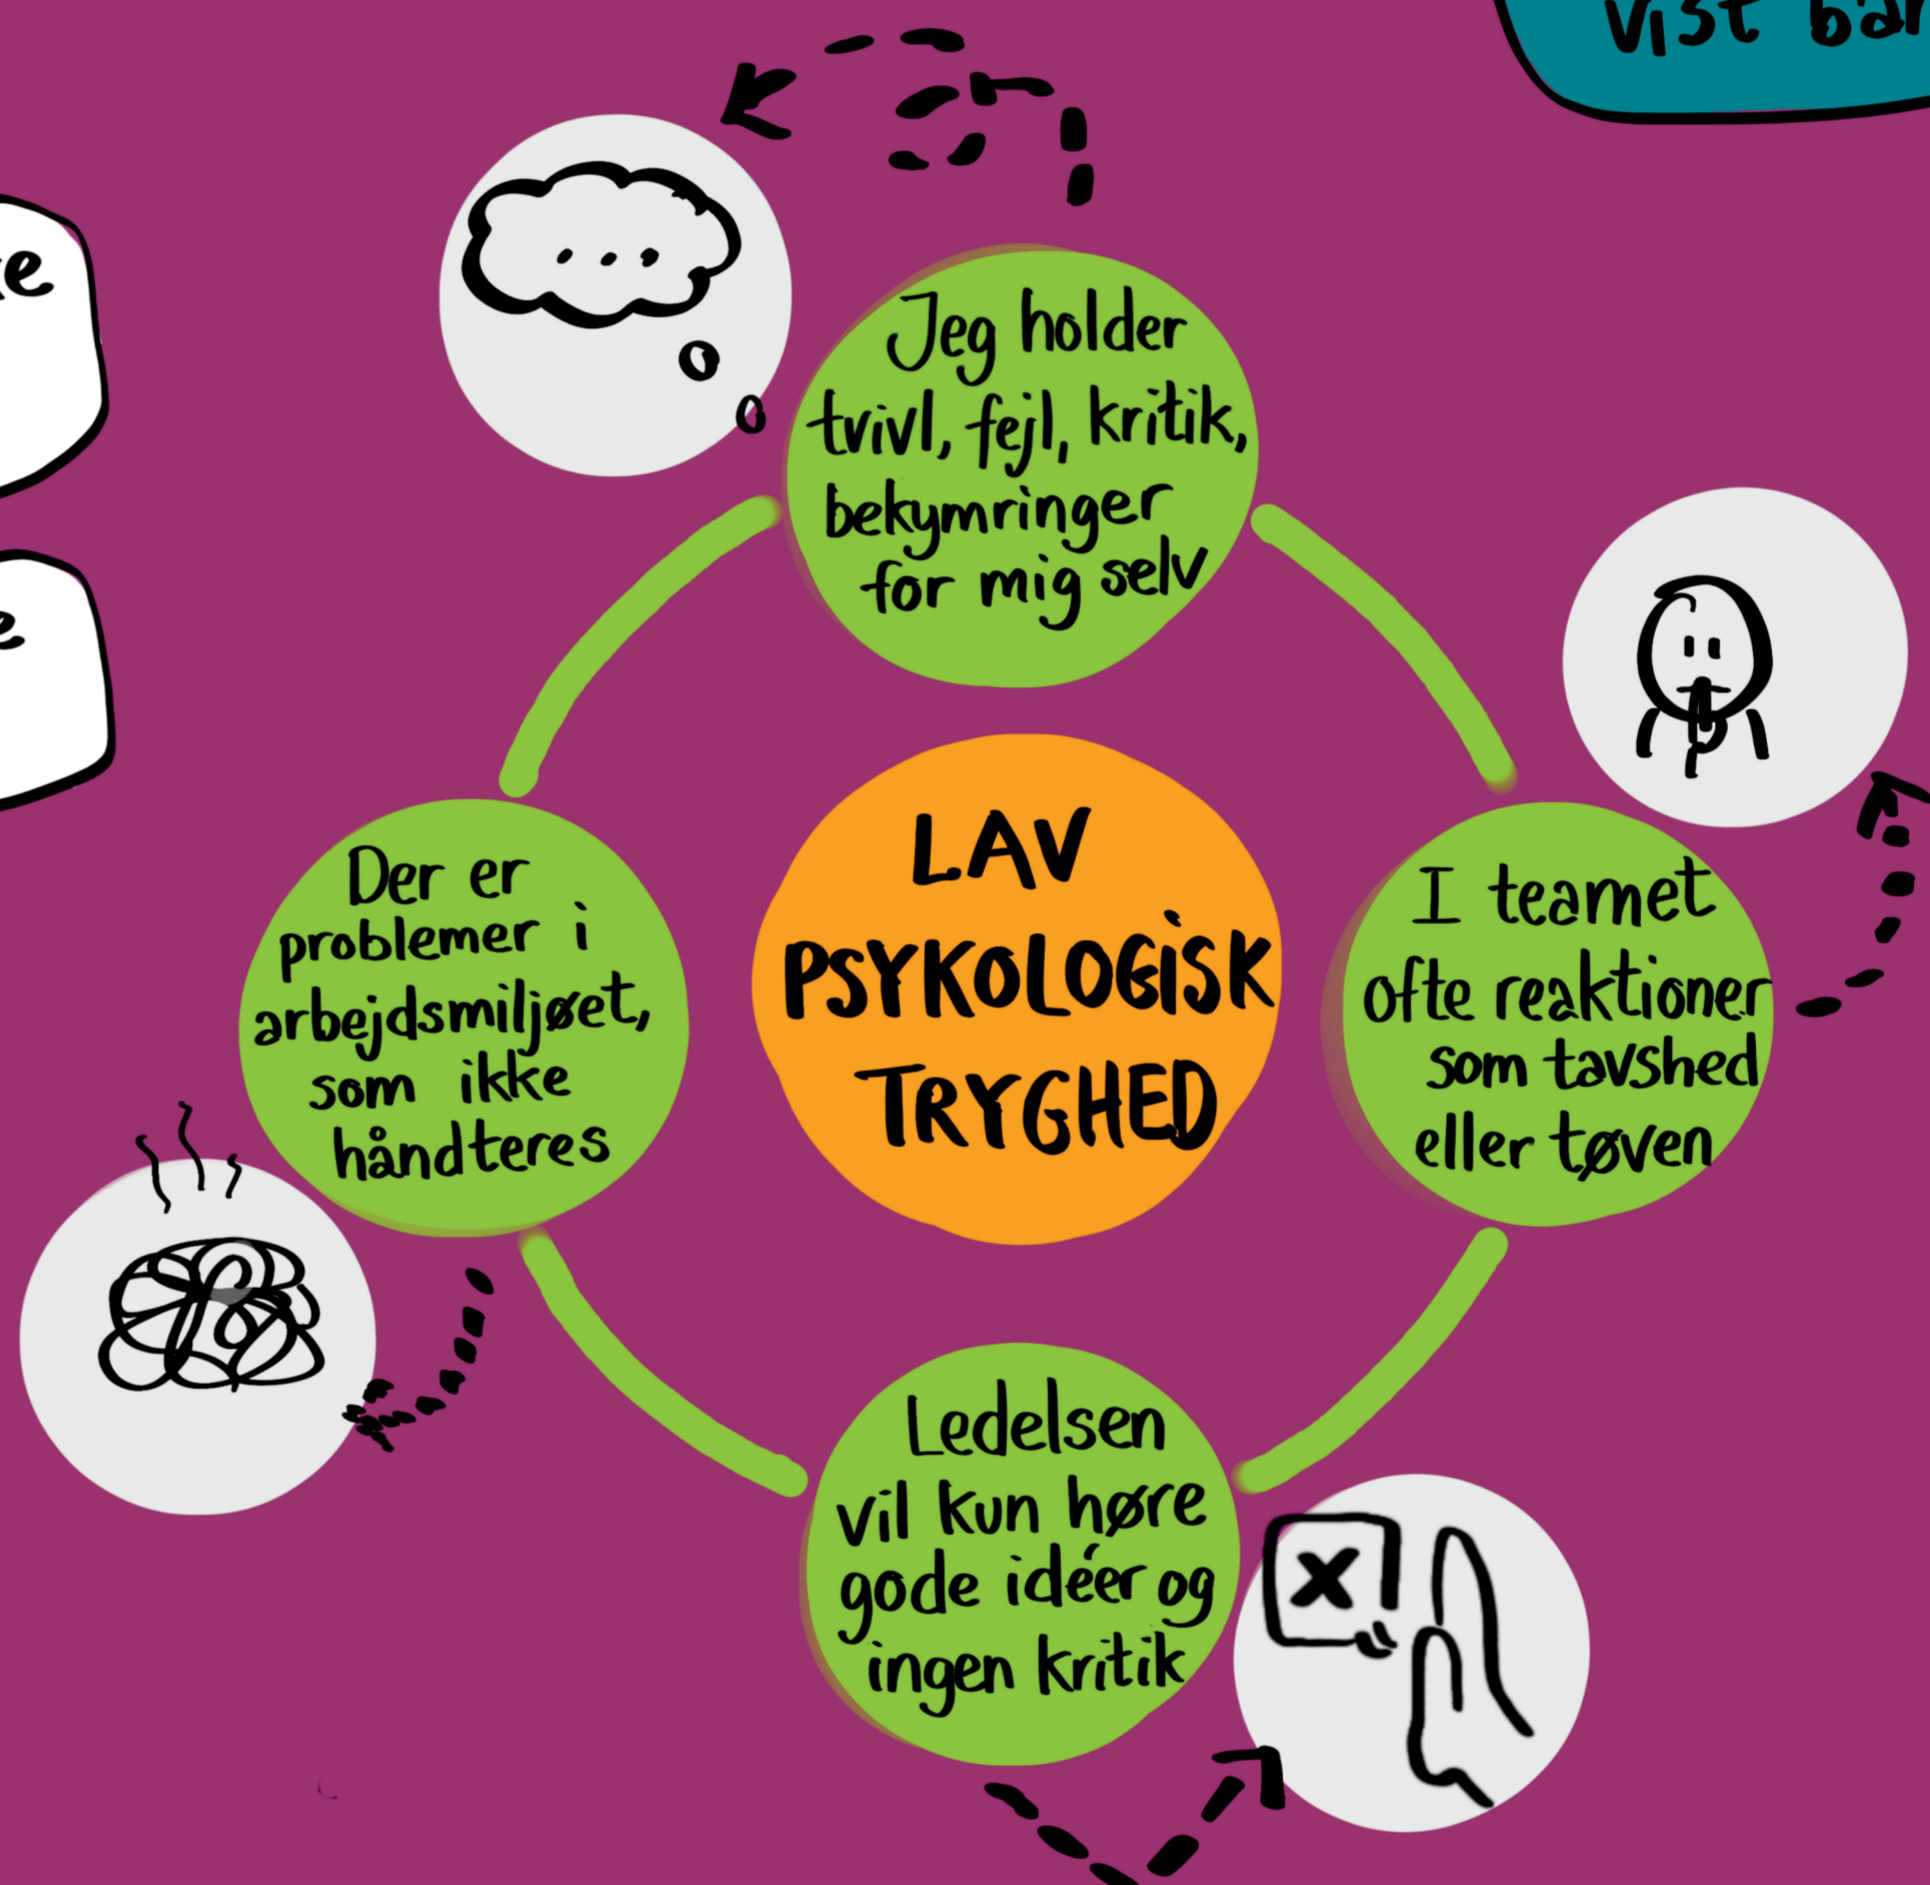 Jeg holder
tvivl, fejl, kritik,
bekymringer
for mig selv
Der er
problemer i
arbejdsmiljøet,
som ikke
håndteres
LAV
PSYKOLOGiSK
TRYGHED
I teamet
ofte reaktioner
som tavshed
eller tøven
Ledelsen
vil kun høre
gode idéer og
ingen kritik